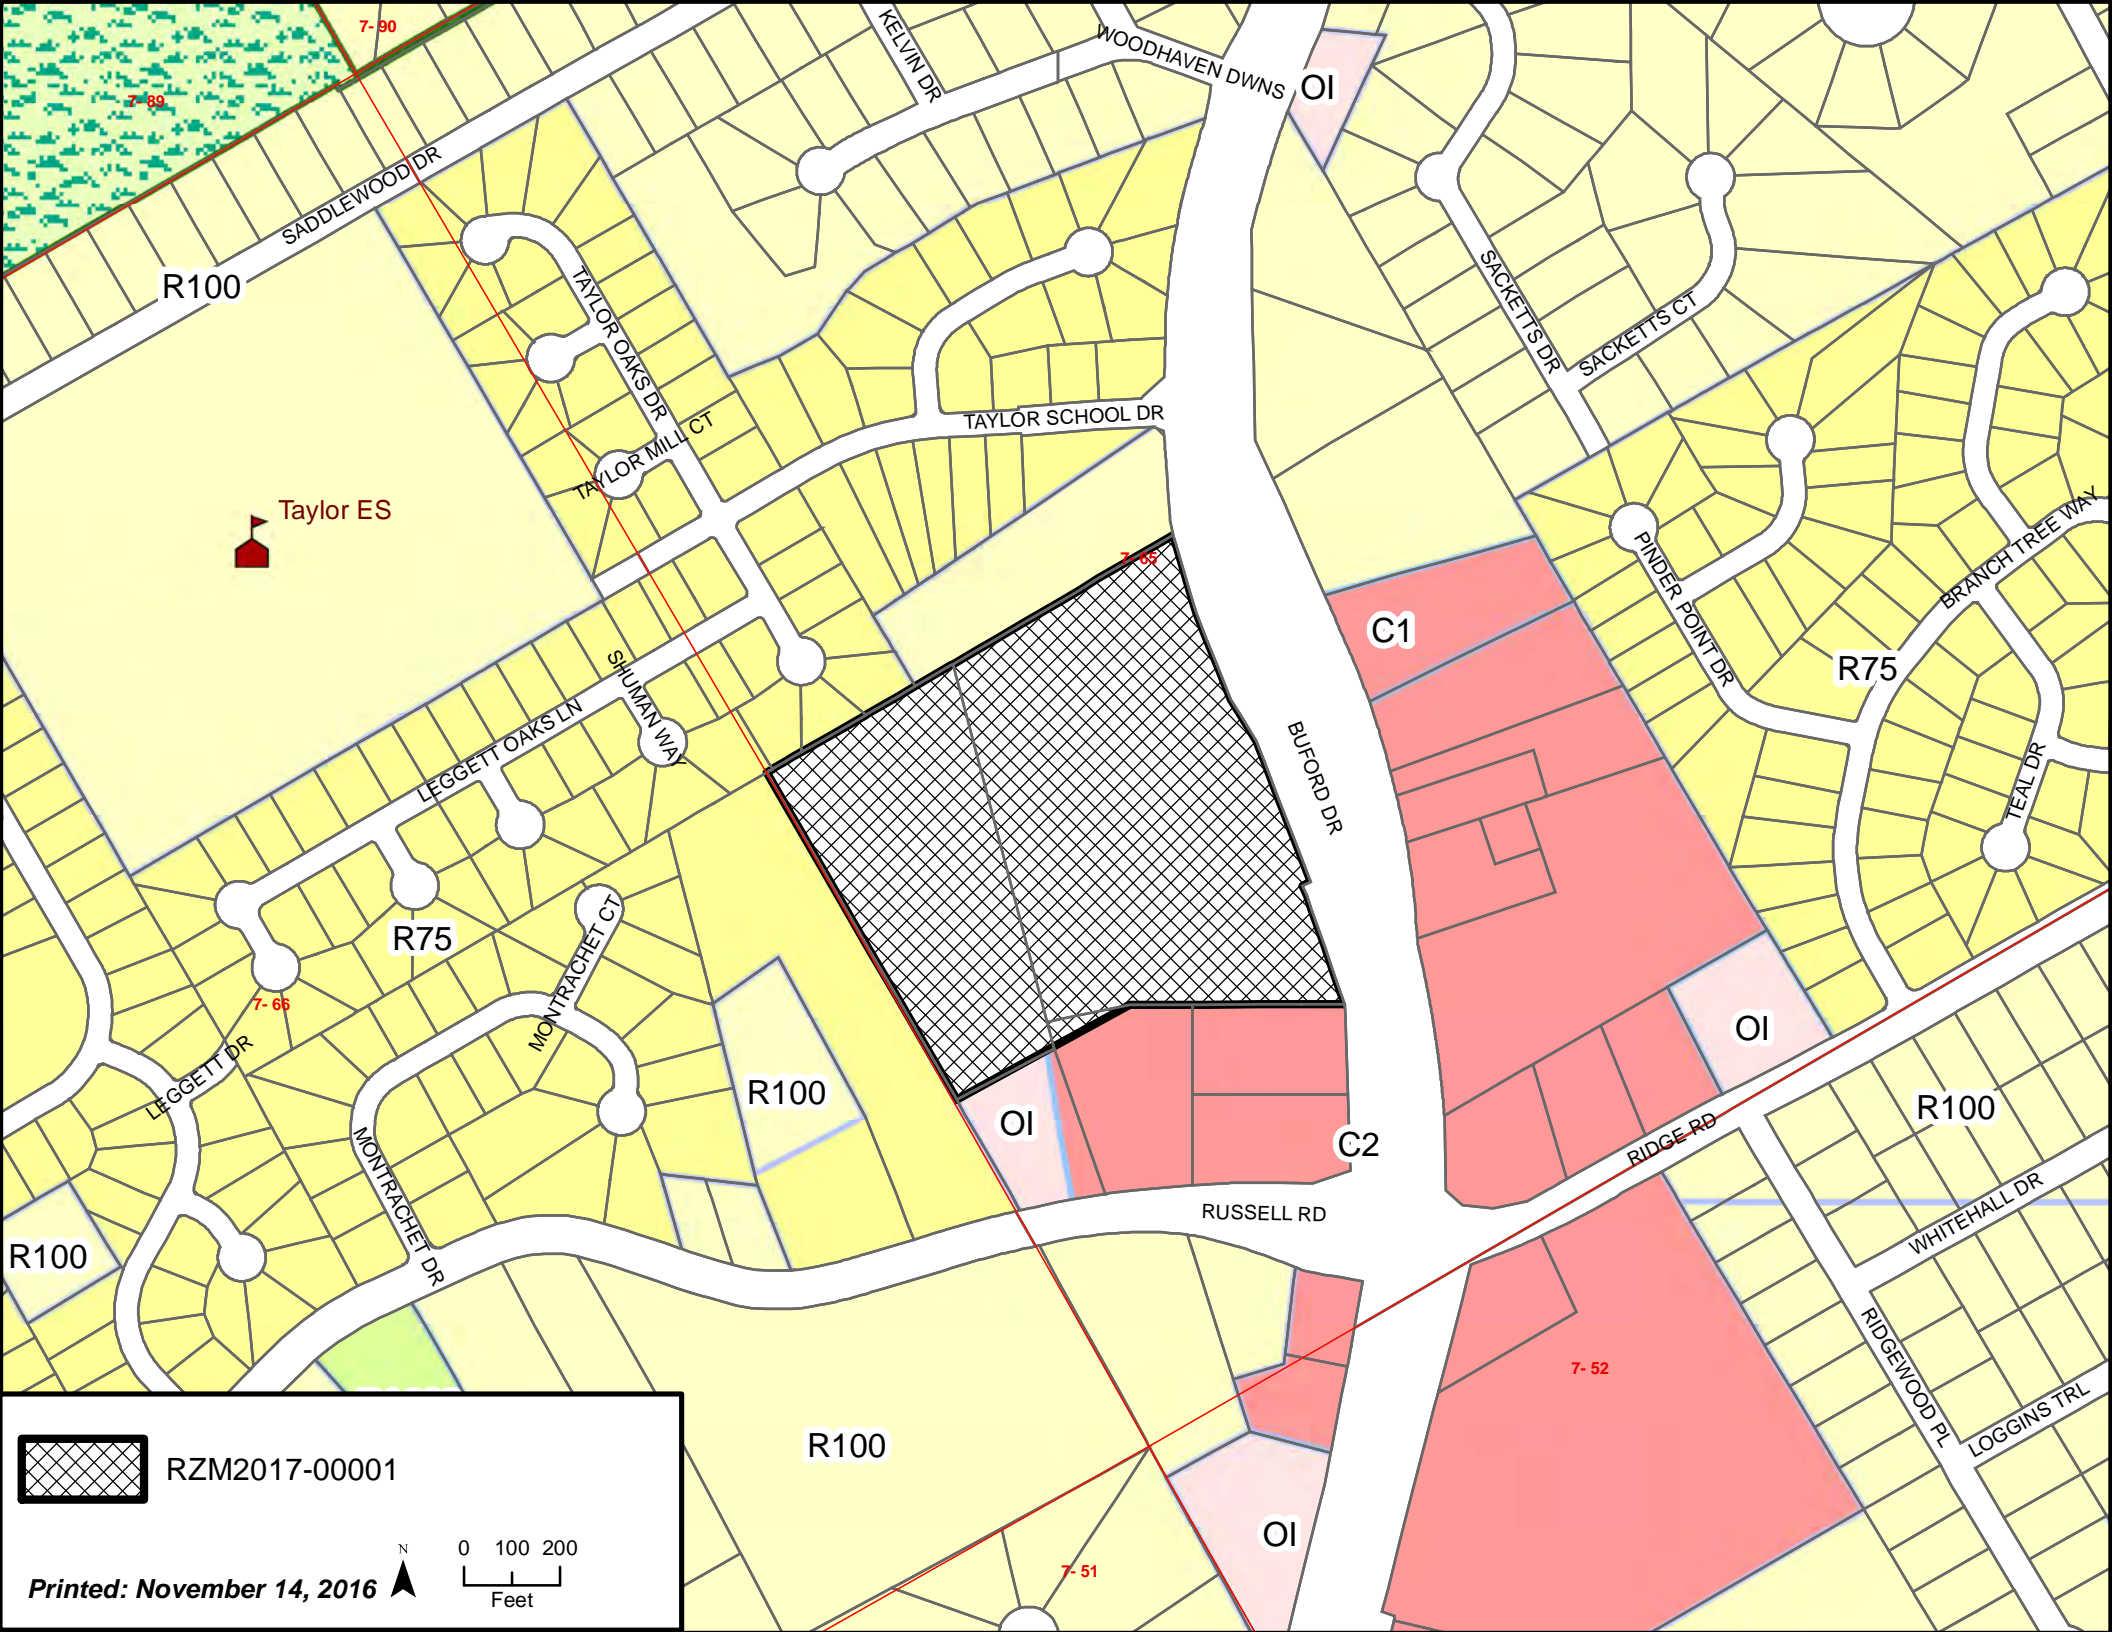 7- 90
KELVIN DR
WOODHAVEN DWNS
OI
7- 89
SADDLEWOOD DR
R100
TAYLOR OAKS DR
SACKETTS DR
SACKETTS CT
TAYLOR SCHOOL DR
TAYLOR MILL CT
Taylor ES
7- 65
PINDER POINT DR
BRANCH TREE WAY
C1
R75
SHUMAN WAY
LEGGETT OAKS LN
BUFORD DR
TEAL DR
R75
MONTRACHET CT
7- 66
OI
LEGGETT DR
R100
OI
R100
C2
RIDGE RD
MONTRACHET DR
RUSSELL RD
WHITEHALL DR
R100
RIDGEWOOD PL
7- 52
LOGGINS TRL
R100
OI
7- 51
RZM2017-00001
N
0 100 200
Feet
Printed: November 14, 2016